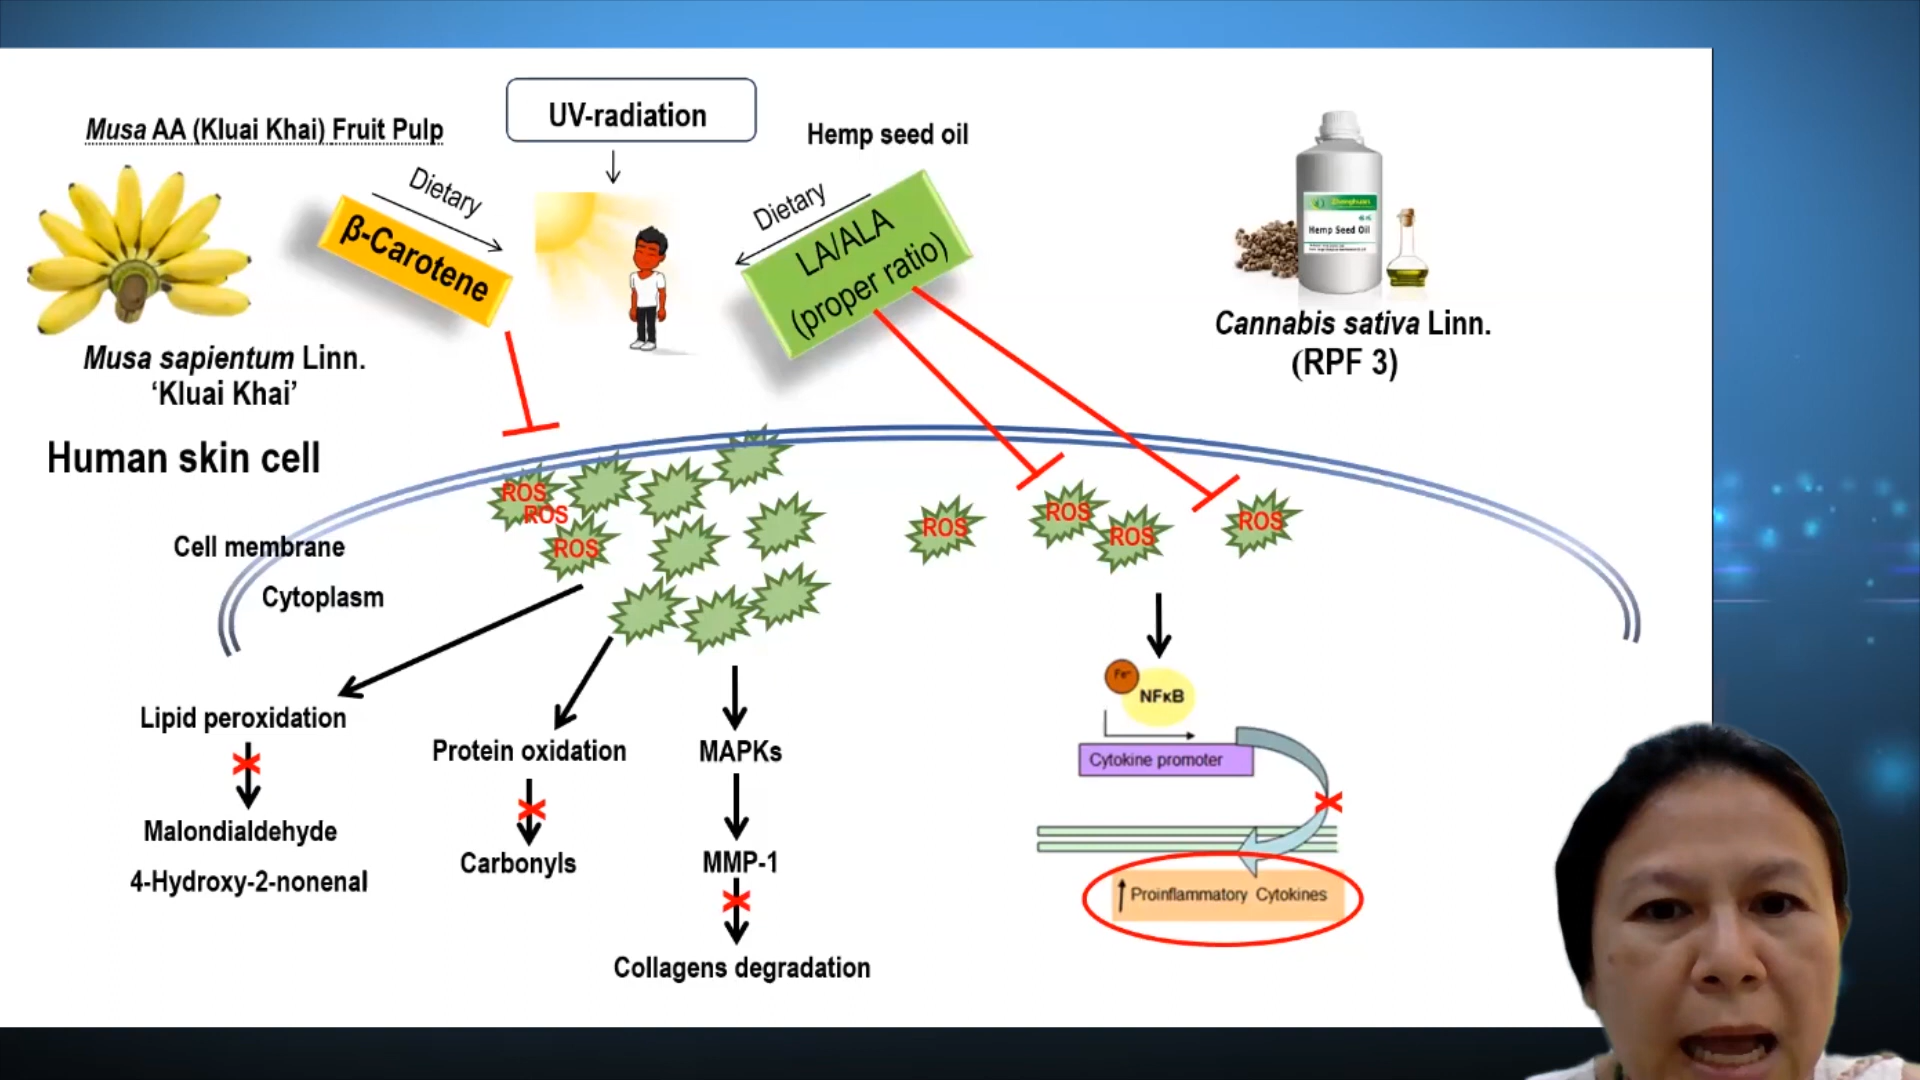 UV-radiation
Musa AA (Kluai Khai) Fruit Pulp
Hemp seed oil
Dietary
β-Carotene
Dietary
LA/ALA
(proper ratio)
Hemp Seed Oil
Musa sapientum Linn.
‘Kluai Khai’
Cannabis sativa Linn.
(RPF 3)
Human skin cell
ROS
ROS
ROS
ROS
ROS
ROS
ROS
Cell membrane
Cytoplasm
Lipid peroxidation
Protein oxidation
MAPKs
NFκB
Cytokine promoter
Malondialdehyde
4-Hydroxy-2-nonenal
Carbonyls
MMP-1
Proinflammatory Cytokines
Collagens degradation